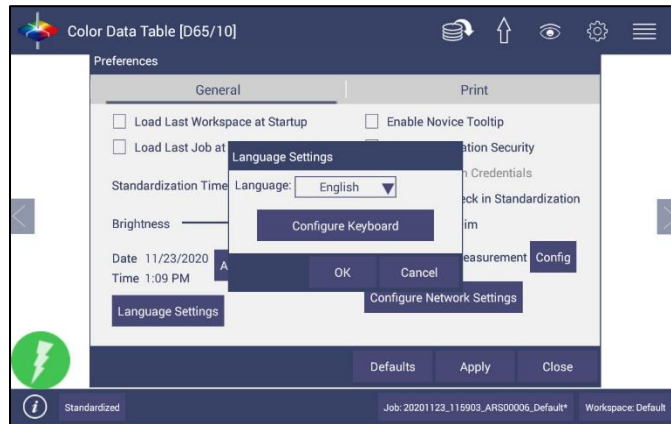 Color Data Table [D65/10]
Preferences
General
Print
Load Last Workspace at Startup
Enable Novice Tooltip
Load Last Job at
ation Security
Language Settings
Credentials
Standardization Time
Language:
English
eck in Standardization
Brightness
Configure Keyboard
im
Date 11/23/2020
A
easurement
Config
Time 1:09 PM
OK
Cancel
Language Settings
Configure Network Settings
Defaults
Apply
Close
i
Standardized
Job: 20201123_115903_ARS00006_Default*
Workspace: Default